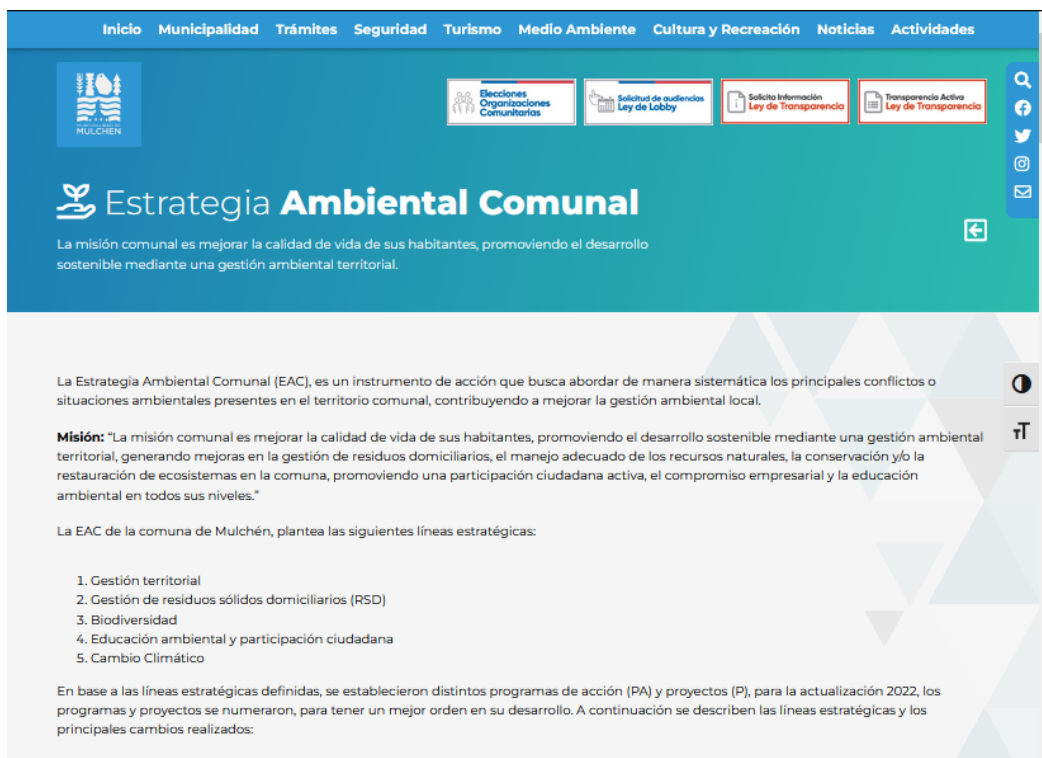 Inicio Municipalidad Trámites Seguridad Turismo Medio Ambiente Cultura y Recreación Noticias Actividades
MULCHEN
Elecciones
Organizaciones
Comunitarias
Solicitud de audiencias
Ley de Lobby
Solicita Información
Ley de Transparencia
Transparencia Activa
Ley de Transparencia
Estrategia Ambiental Comunal
La misión comunal es mejorar la calidad de vida de sus habitantes, promoviendo el desarrollo
sostenible mediante una gestión ambiental territorial.
La Estrategia Ambiental Comunal (EAC), es un instrumento de acción que busca abordar de manera sistemática los principales conflictos o
situaciones ambientales presentes en el territorio comunal, contribuyendo a mejorar la gestión ambiental local.
Misión: “La misión comunal es mejorar la calidad de vida de sus habitantes, promoviendo el desarrollo sostenible mediante una gestión ambiental
territorial, generando mejoras en la gestión de residuos domiciliarios, el manejo adecuado de los recursos naturales, la conservación y/o la
restauración de ecosistemas en la comuna, promoviendo una participación ciudadana activa, el compromiso empresarial y la educación
ambiental en todos sus niveles.”
La EAC de la comuna de Mulchén, plantea las siguientes líneas estratégicas:
1. Gestión territorial
2. Gestión de residuos sólidos domiciliarios (RSD)
3. Biodiversidad
4. Educación ambiental y participación ciudadana
5. Cambio Climático
En base a las líneas estratégicas definidas, se establecieron distintos programas de acción (PA) y proyectos (P), para la actualización 2022, los
programas y proyectos se numeraron, para tener un mejor orden en su desarrollo. A continuación se describen las líneas estratégicas y los
principales cambios realizados: